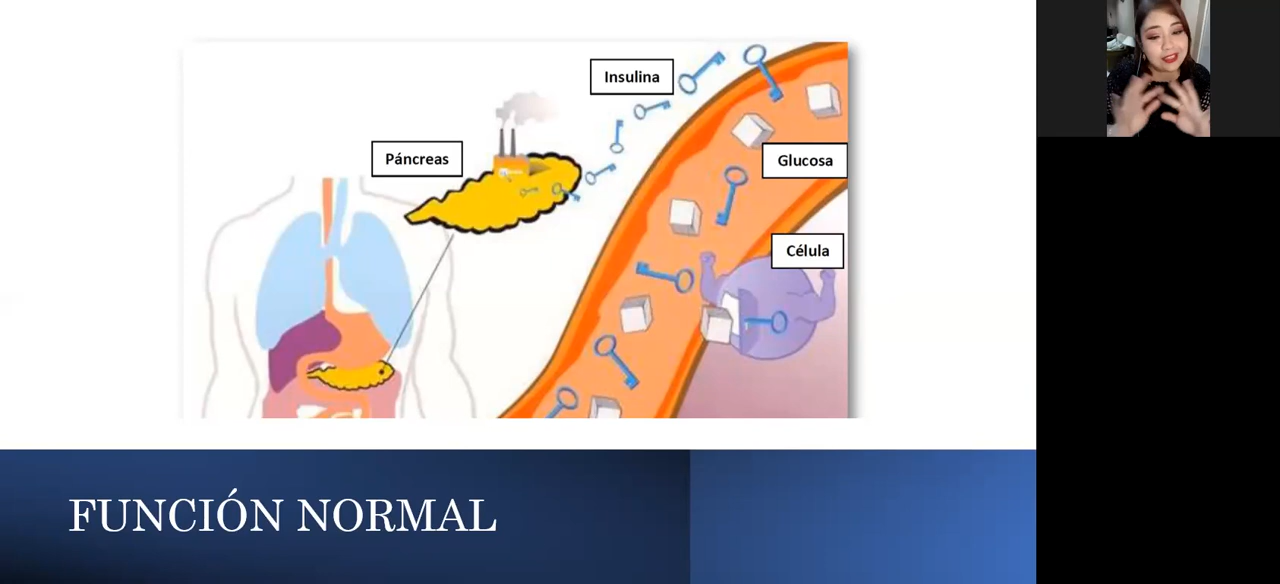 Insulina
Páncreas
Glucosa
Célula
FUNCIÓN NORMAL